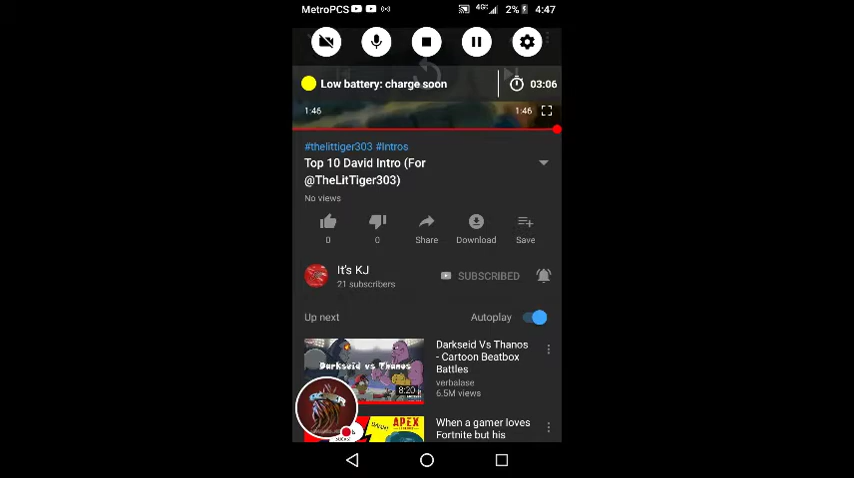 MetroPCS 4G 2% 4:47
Low battery: charge soon 03:06
1:46 1:46
#thelittiger303 #Intros
Top 10 David Intro (For
@TheLitTiger303)
No views
0 0 Share Download Save
It's KJ SUBSCRIBED
21 subscribers
Up next Autoplay
Darkseid vs Thanos
8:20
Darkseid Vs Thanos
- Cartoon Beatbox
Battles
verbalase
6.5M views
APEX
When a gamer loves
Fortnite but his